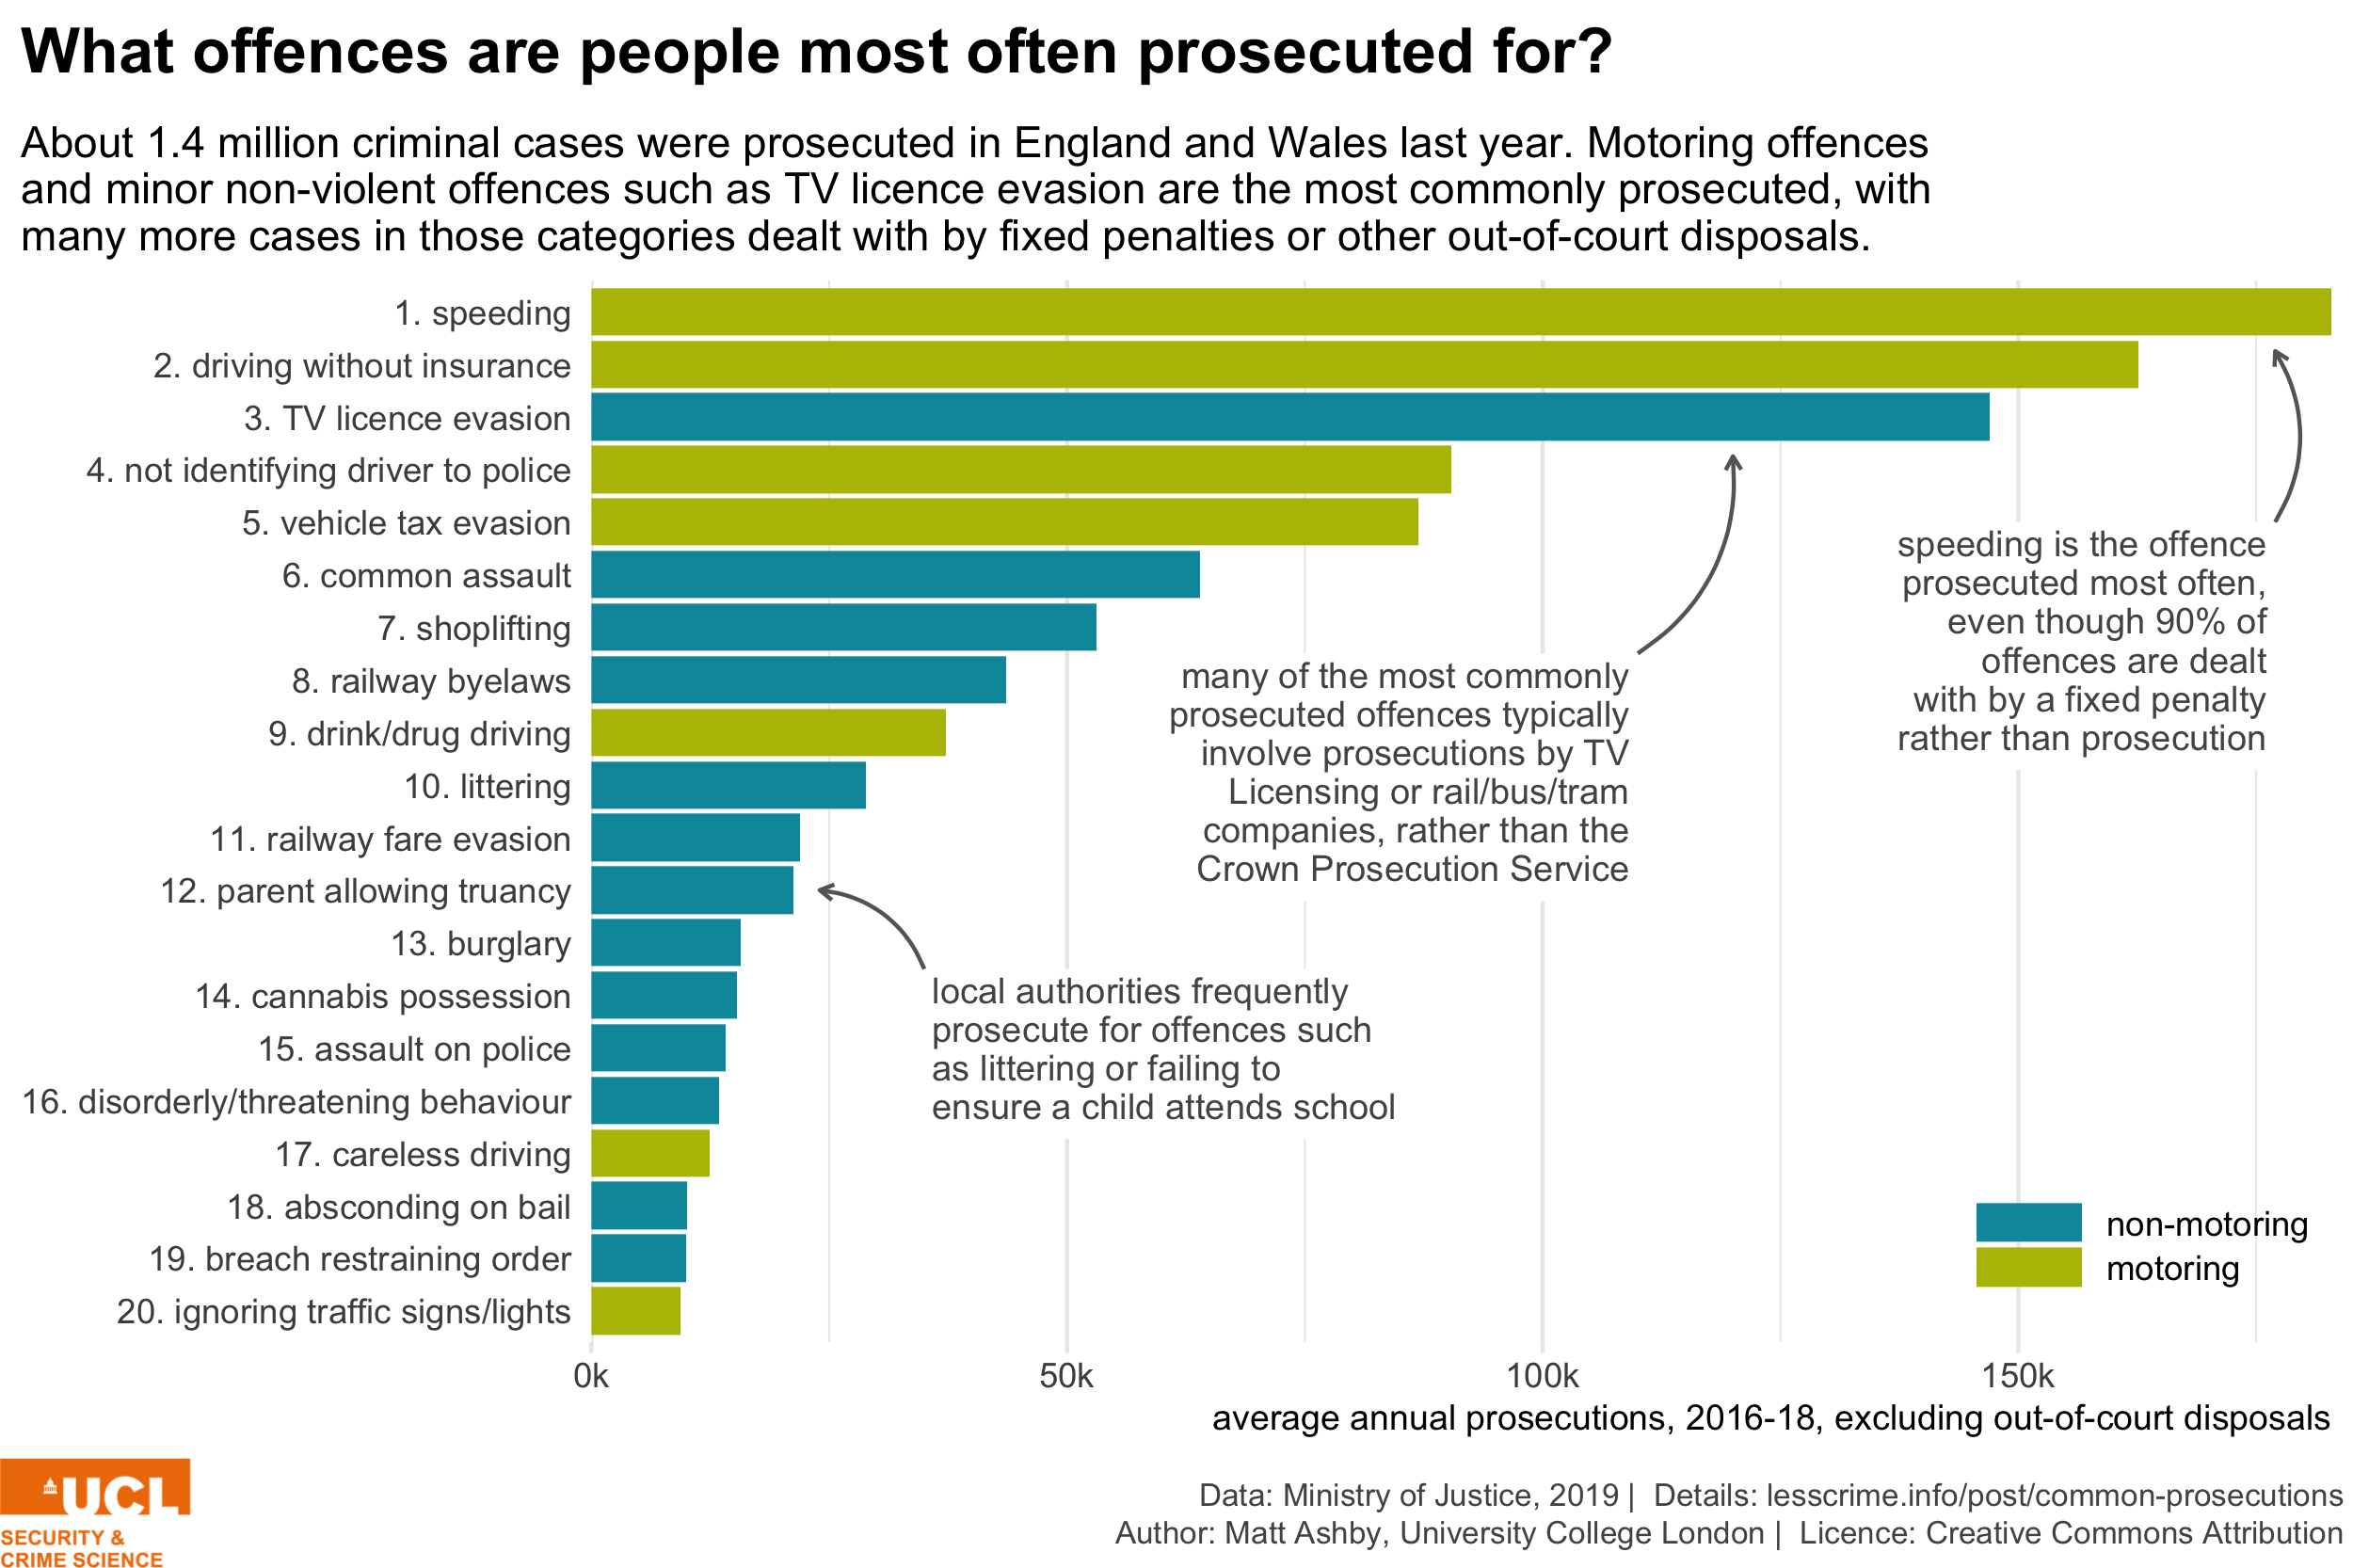 What offences are people most often prosecuted for?
About 1.4 million criminal cases were prosecuted in England and Wales last year. Motoring offences
and minor non-violent offences such as TV licence evasion are the most commonly prosecuted, with
many more cases in those categories dealt with by fixed penalties or other out-of-court disposals.
1. speeding
2. driving without insurance
3. TV licence evasion
4. not identifying driver to police
5. vehicle tax evasion
6. common assault
7. shoplifting
8. railway byelaws
9. drink/drug driving
10. littering
11. railway fare evasion
12. parent allowing truancy
13. burglary
14. cannabis possession
15. assault on police
16. disorderly/threatening behaviour
17. careless driving
18. absconding on bail
19. breach restraining order
20. ignoring traffic signs/lights
speeding is the offence
prosecuted most often,
even though 90% of
offences are dealt
with by a fixed penalty
rather than prosecution
many of the most commonly
prosecuted offences typically
involve prosecutions by TV
Licensing or rail/bus/tram
companies, rather than the
Crown Prosecution Service
local authorities frequently
prosecute for offences such
as littering or failing to
ensure a child attends school
non-motoring
motoring
0k 50k 100k 150k
average annual prosecutions, 2016-18, excluding out-of-court disposals
UCL
SECURITY &
CRIME SCIENCE
Data: Ministry of Justice, 2019 | Details: lesscrime.info/post/common-prosecutions
Author: Matt Ashby, University College London | Licence: Creative Commons Attribution